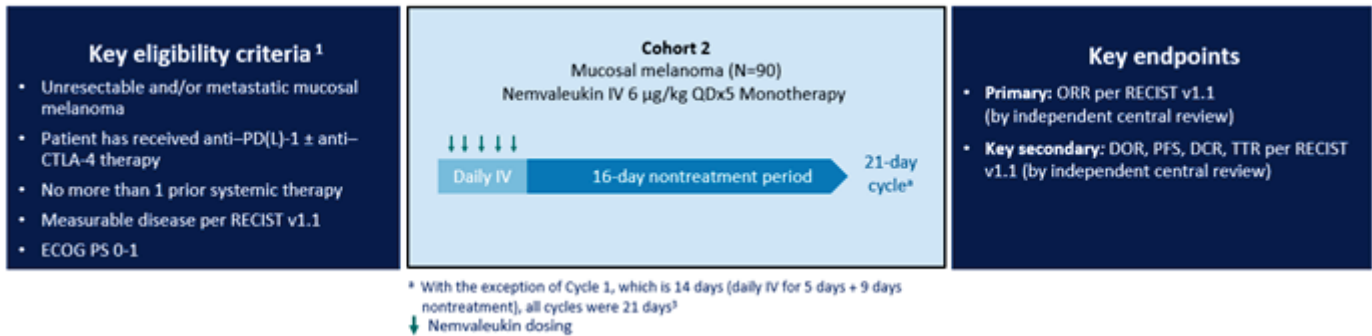 Key eligibility criteria ¹
• Unresectable and/or metastatic mucosal
melanoma
• Patient has received anti–PD(L)-1 ± anti–
CTLA-4 therapy
• No more than 1 prior systemic therapy
• Measurable disease per RECIST v1.1
• ECOG PS 0-1
Cohort 2
Mucosal melanoma (N=90)
Nemvaleukin IV 6 µg/kg QDx5 Monotherapy
Daily IV
16-day nontreatment period
21-day
cycleᵃ
Key endpoints
• Primary: ORR per RECIST v1.1
(by independent central review)
• Key secondary: DOR, PFS, DCR, TTR per RECIST
v1.1 (by independent central review)
ᵃ With the exception of Cycle 1, which is 14 days (daily IV for 5 days + 9 days
nontreatment), all cycles were 21 days³
Nemvaleukin dosing